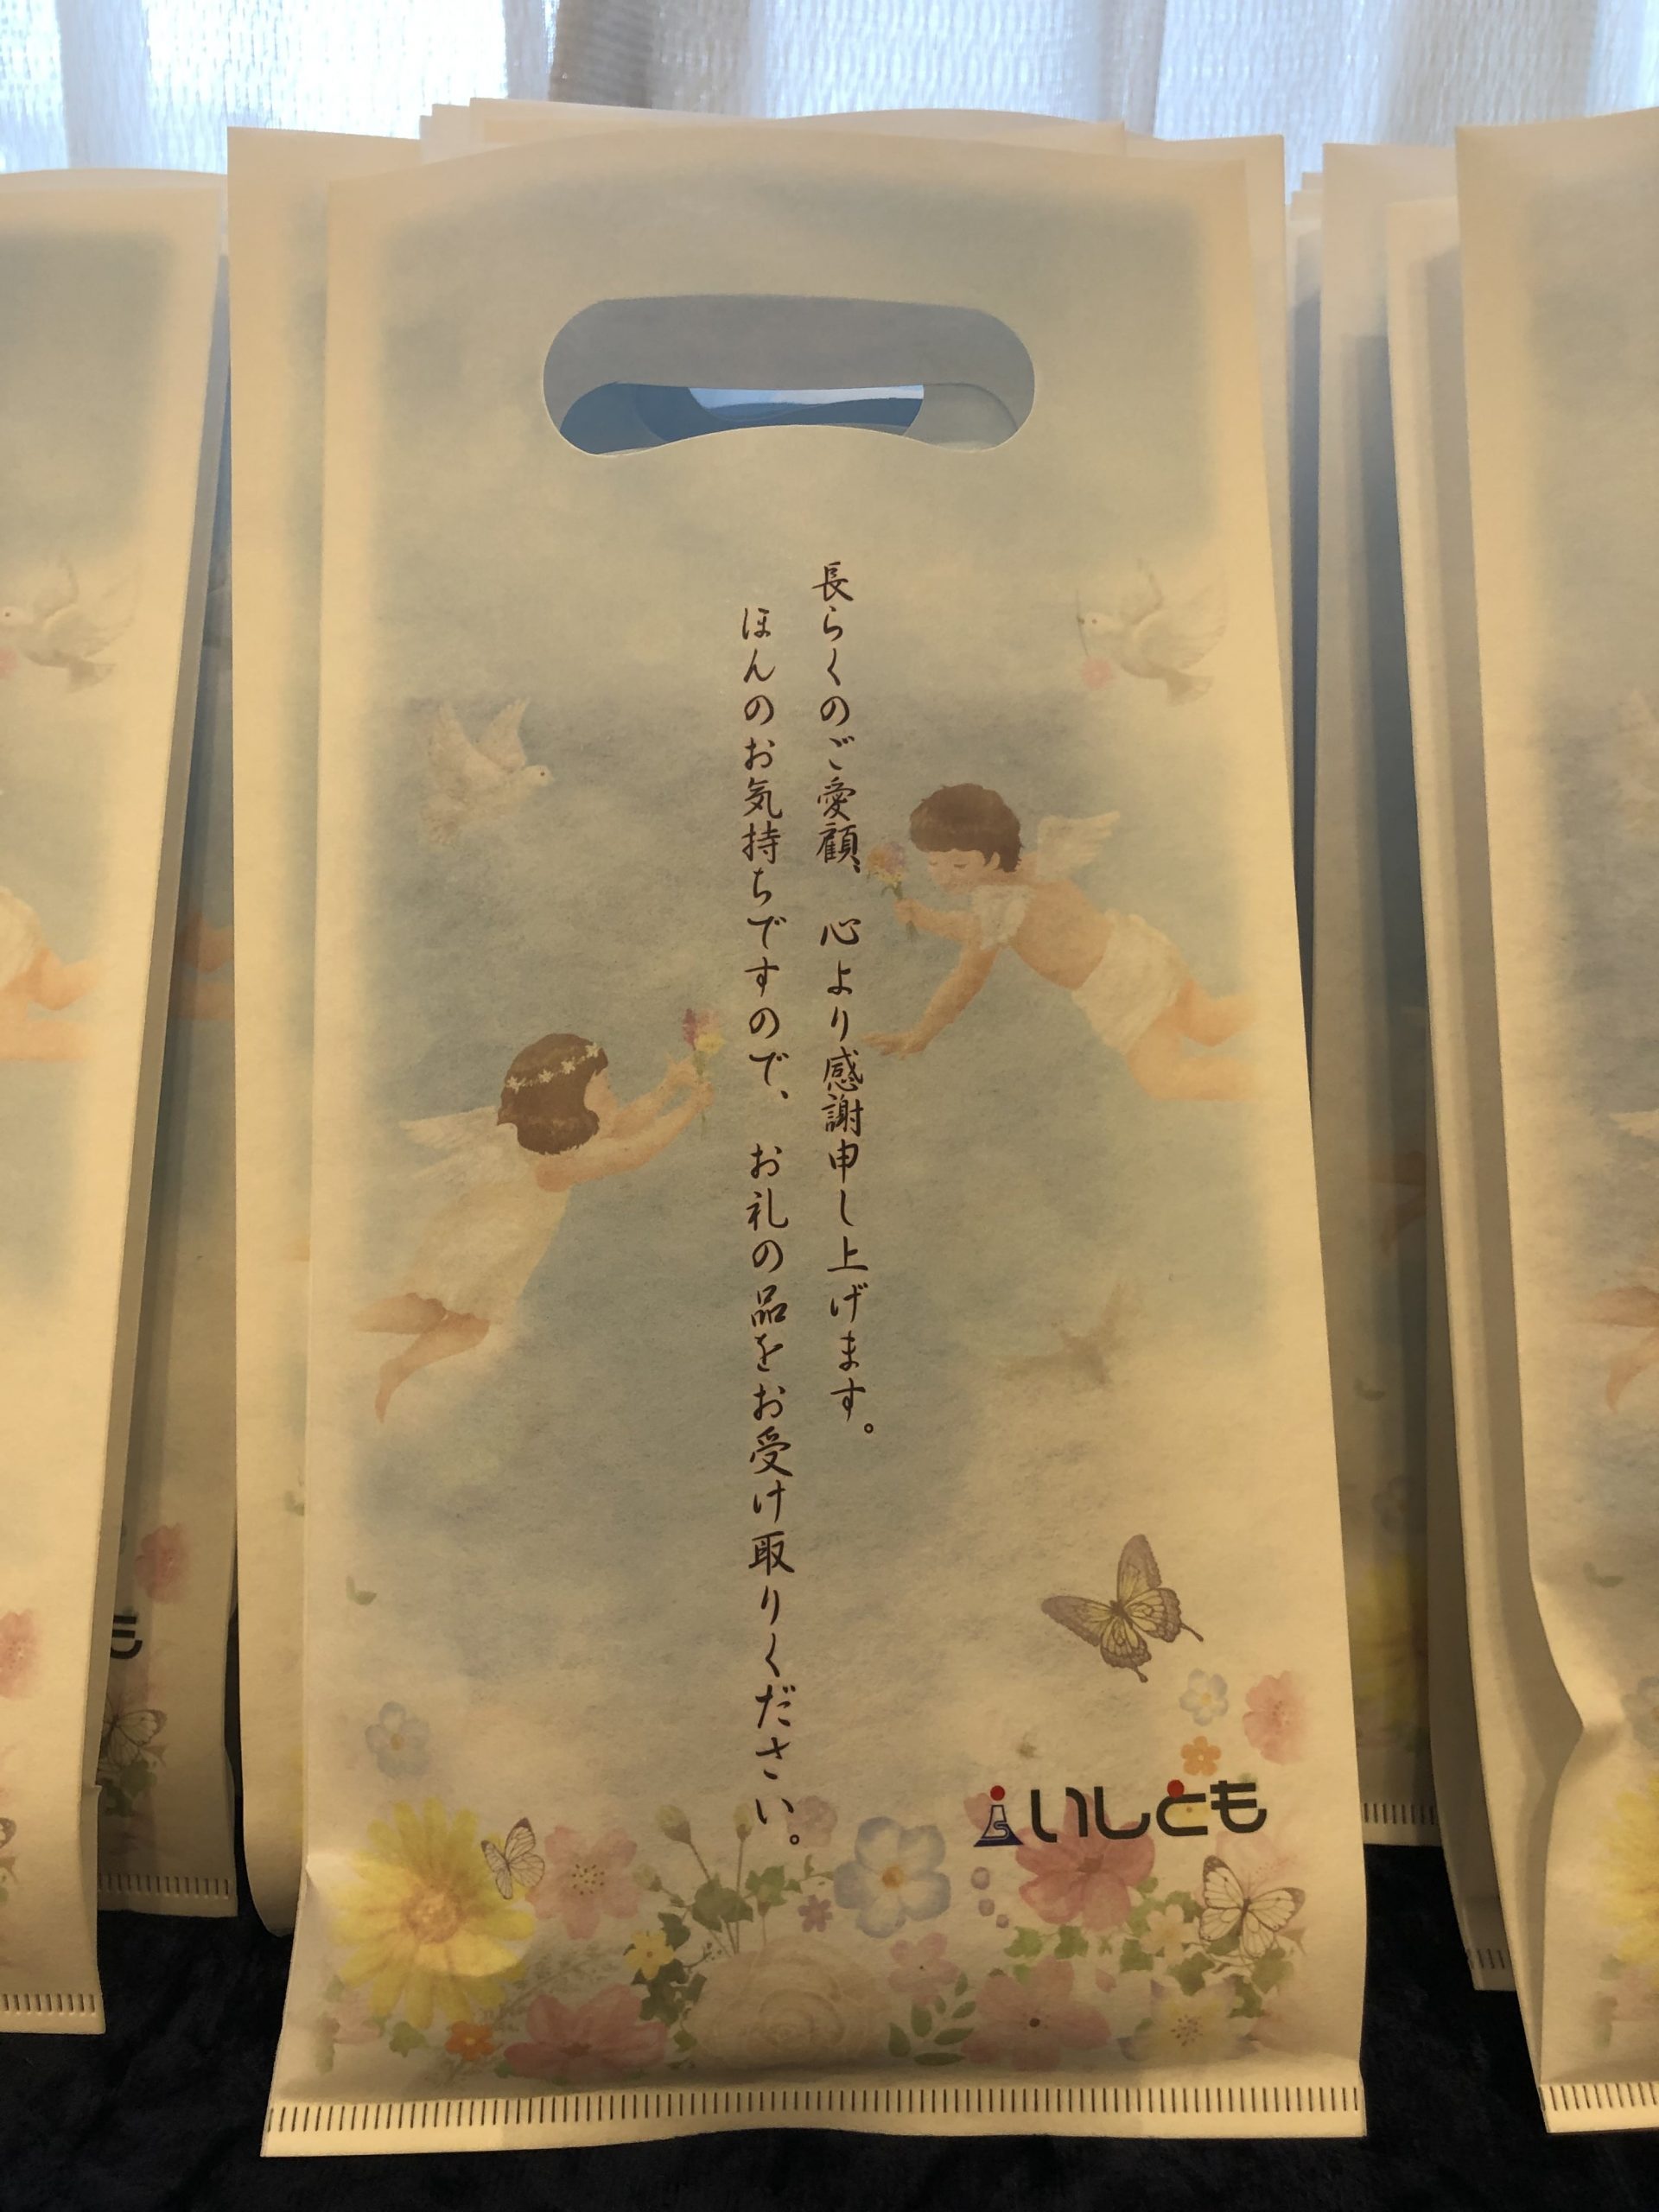 長らくのご愛顧、心より感謝申し上げます。
ほんのお気持ちですので、お礼の品をお受け取りください。
いしとも
も